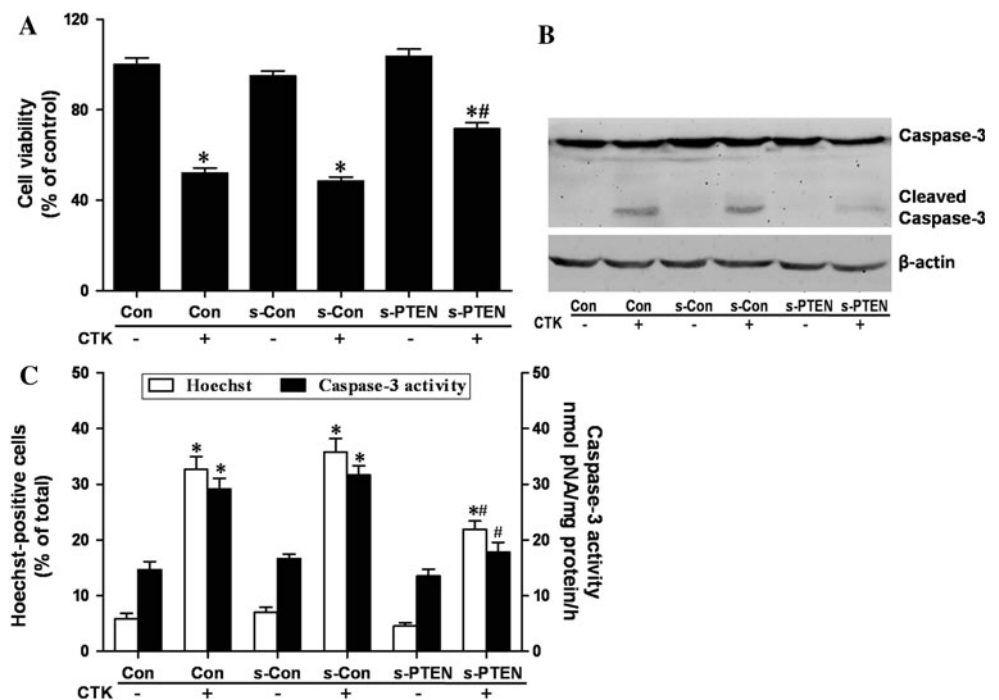 A
120
80
40
0
Cell viability
(% of control)
*
*
*#
Con Con s-Con s-Con s-PTEN s-PTEN
CTK - + - + - +
B
Caspase-3
Cleaved
Caspase-3
β-actin
Con Con s-Con s-Con s-PTEN s-PTEN
CTK - + - + - +
C
Hoechst Caspase-3 activity
50
40
30
20
10
0
Hoechst-positive cells
(% of total)
* *
* *
*# #
50
40
30
20
10
0
Caspase-3 activity
nmol pNA/mg protein/h
Con Con s-Con s-Con s-PTEN s-PTEN
CTK - + - + - +